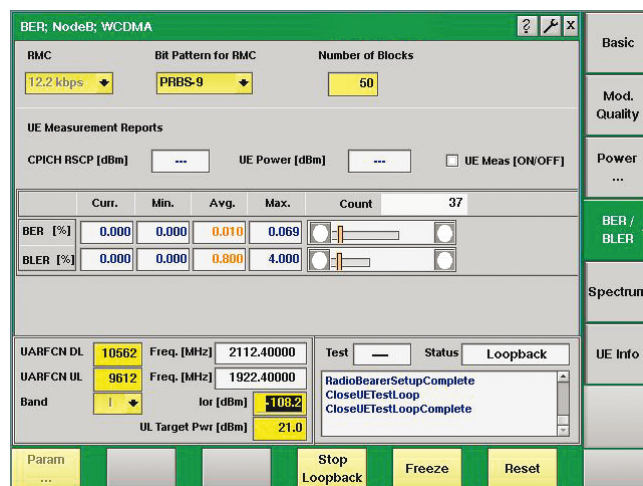 BER; NodeB; WCDMA
? X
RMC Bit Pattern for RMC Number of Blocks
12.2 kbps PRBS-9 50
UE Measurement Reports
CPICH RSCP [dBm] --- UE Power [dBm] --- UE Meas [ON/OFF]
Curr. Min. Avg. Max. Count 37
BER [%] 0.000 0.000 0.010 0.069
BLER [%] 0.000 0.000 0.800 4.000
UARFCN DL 10562 Freq. [MHz] 2112.40000
UARFCN UL 9612 Freq. [MHz] 1922.40000
Band I Ior [dBm] -108.2
UL Target Pwr [dBm] 21.0
Test — Status Loopback
RadioBearerSetupComplete
CloseUETestLoop
CloseUETestLoopComplete
Param
...
Stop
Loopback
Freeze
Reset
Basic
Mod.
Quality
Power
...
BER /
BLER
Spectrum
UE Info